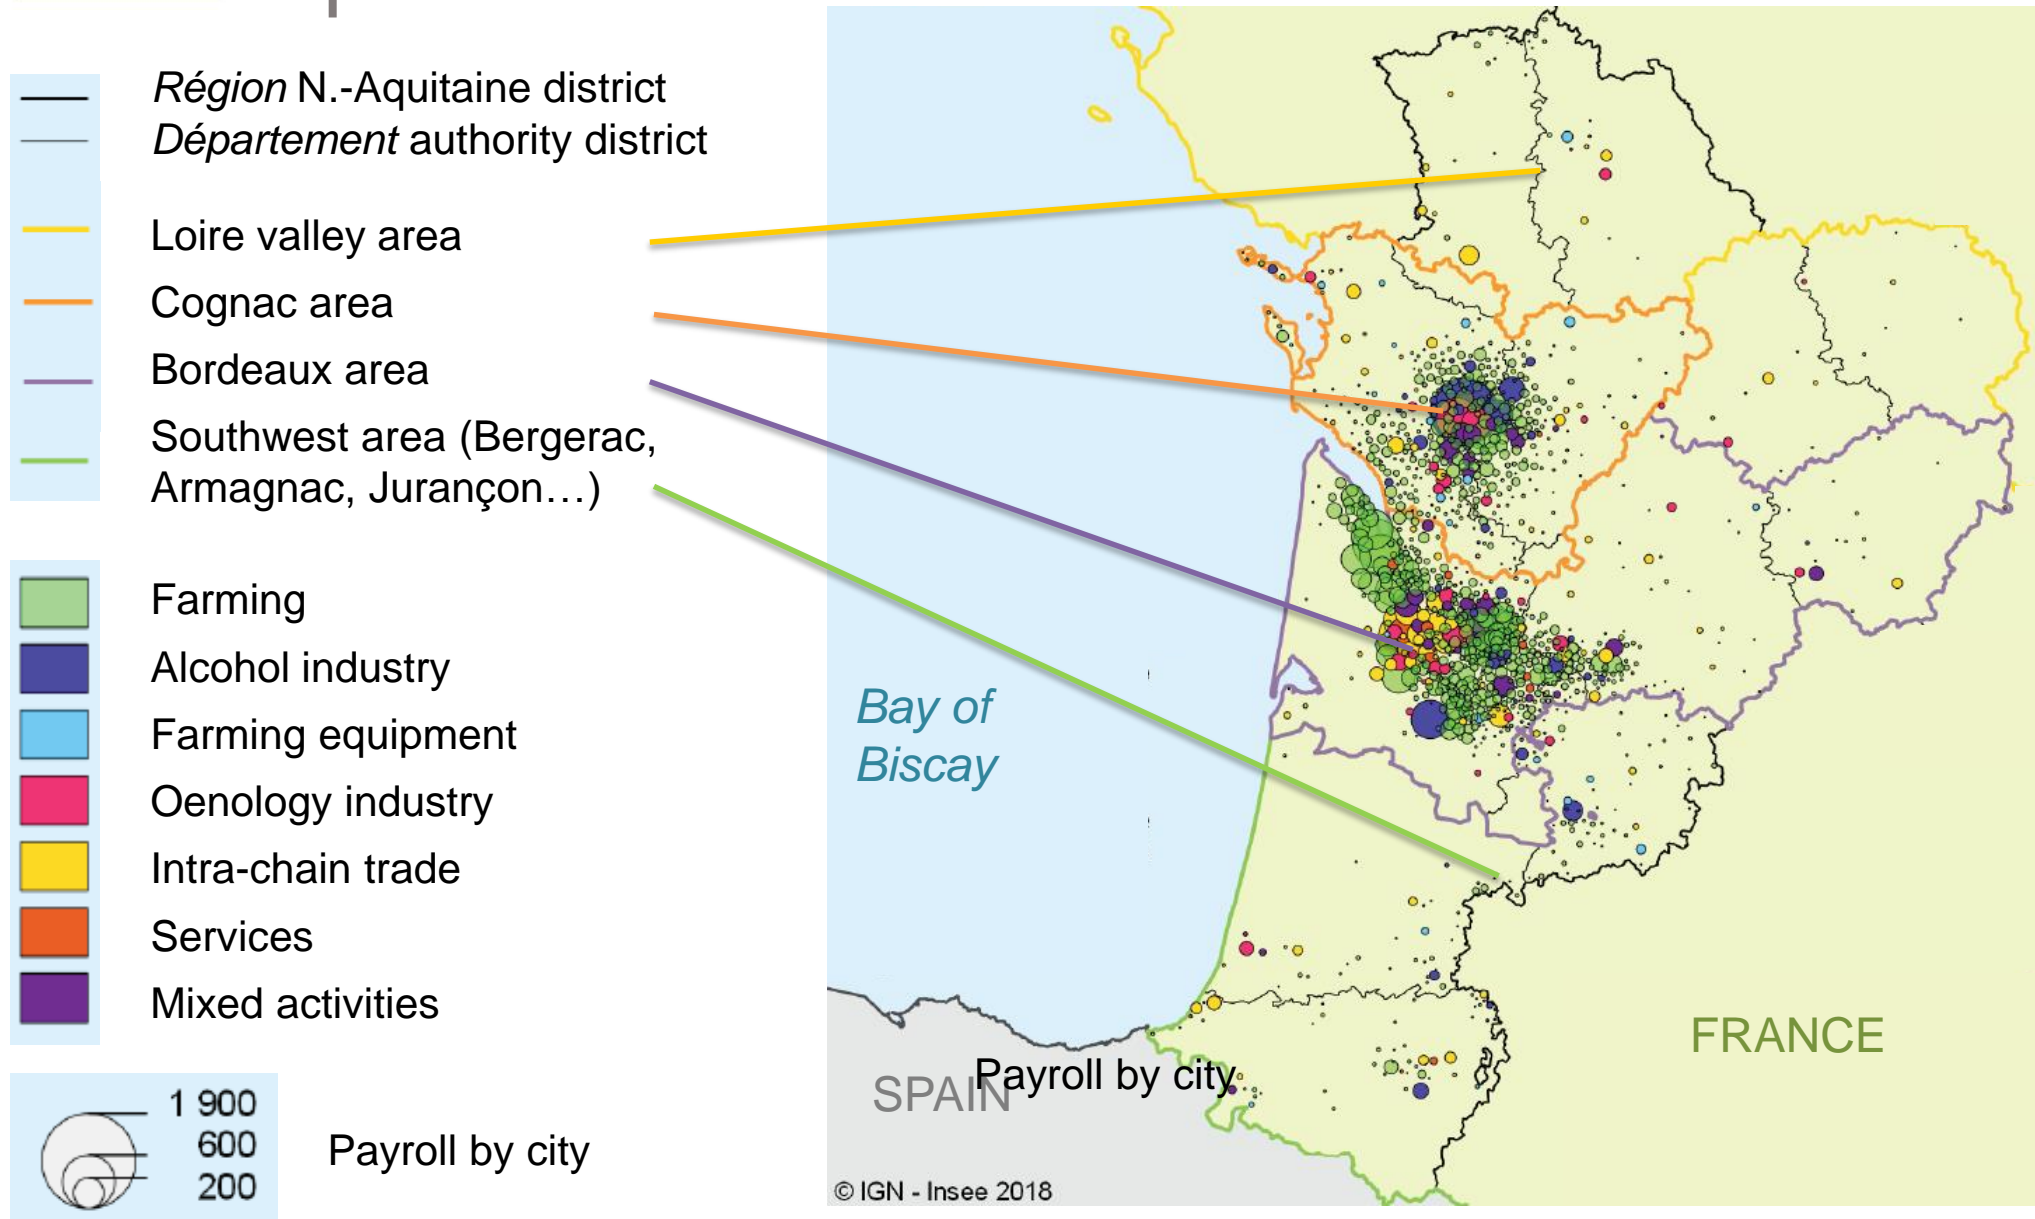 Région N.-Aquitaine district
Département authority district
Loire valley area
Cognac area
Bordeaux area
Southwest area (Bergerac,
Armagnac, Jurançon…)
Farming
Alcohol industry
Farming equipment
Oenology industry
Intra-chain trade
Services
Mixed activities
1 900
600
200
Payroll by city
Bay of
Biscay
SPAIN
Payroll by city
FRANCE
© IGN - Insee 2018